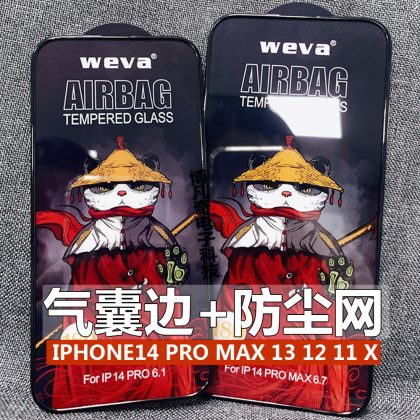 weva®
AIRBAG
TEMPERED GLASS
weva®
AIRBAG
TEMPERED GLASS
气囊边+防尘网
IPHONE14 PRO MAX 13 12 11 X
For IP 14 PRO 6.1
For IP 14 PRO MAX 6.7